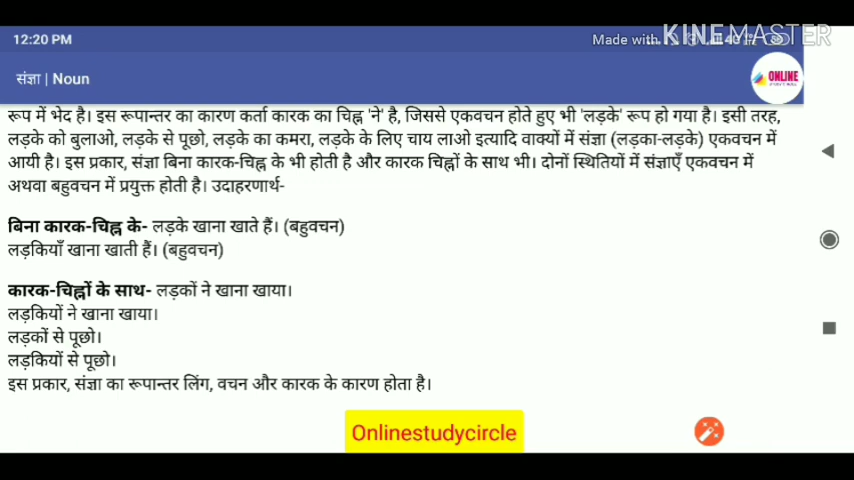 12:20 PM
Made with KINEMASTER
संज्ञा | Noun
ONLINE
रूप में भेद है। इस रूपान्तर का कारण कर्ता कारक का चिह्न 'ने' है, जिससे एकवचन होते हुए भी 'लड़के' रूप हो गया है। इसी तरह,
लड़के को बुलाओ, लड़के से पूछो, लड़के का कमरा, लड़के के लिए चाय लाओ इत्यादि वाक्यों में संज्ञा (लड़का-लड़के) एकवचन में
आयी है। इस प्रकार, संज्ञा बिना कारक-चिह्न के भी होती है और कारक चिह्नों के साथ भी। दोनों स्थितियों में संज्ञाएँ एकवचन में
अथवा बहुवचन में प्रयुक्त होती है। उदाहरणार्थ-
बिना कारक-चिह्न के- लड़के खाना खाते हैं। (बहुवचन)
लड़कियाँ खाना खाती हैं। (बहुवचन)
कारक-चिह्नों के साथ- लड़कों ने खाना खाया।
लड़कियों ने खाना खाया।
लड़कों से पूछो।
लड़कियों से पूछो।
इस प्रकार, संज्ञा का रूपान्तर लिंग, वचन और कारक के कारण होता है।
Onlinestudycircle